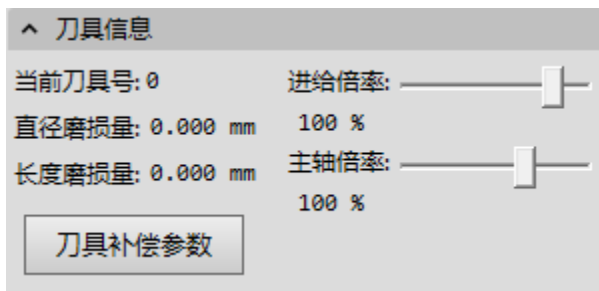 刀具信息
当前刀具号: 0
进给倍率:
直径磨损量: 0.000 mm
100 %
长度磨损量: 0.000 mm
主轴倍率:
100 %
刀具补偿参数